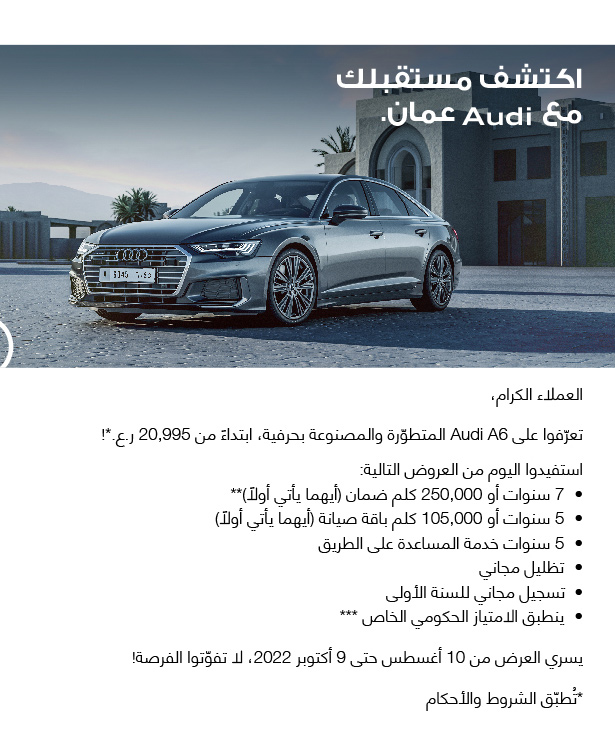 اكتشف مستقبلك
مع Audi عمان.
العملاء الكرام،
تعرّفوا على Audi A6 المتطوّرة والمصنوعة بحرفية، ابتداءً من 20,995 ر.ع.*!
استفيدوا اليوم من العروض التالية:
• 7 سنوات أو 250,000 كلم ضمان (أيهما يأتي أولاً)**
• 5 سنوات أو 105,000 كلم باقة صيانة (أيهما يأتي أولاً)
• 5 سنوات خدمة المساعدة على الطريق
• تظليل مجاني
• تسجيل مجاني للسنة الأولى
• ينطبق الامتياز الحكومي الخاص ***
يسري العرض من 10 أغسطس حتى 9 أكتوبر 2022، لا تفوّتوا الفرصة!
*تُطبّق الشروط والأحكام